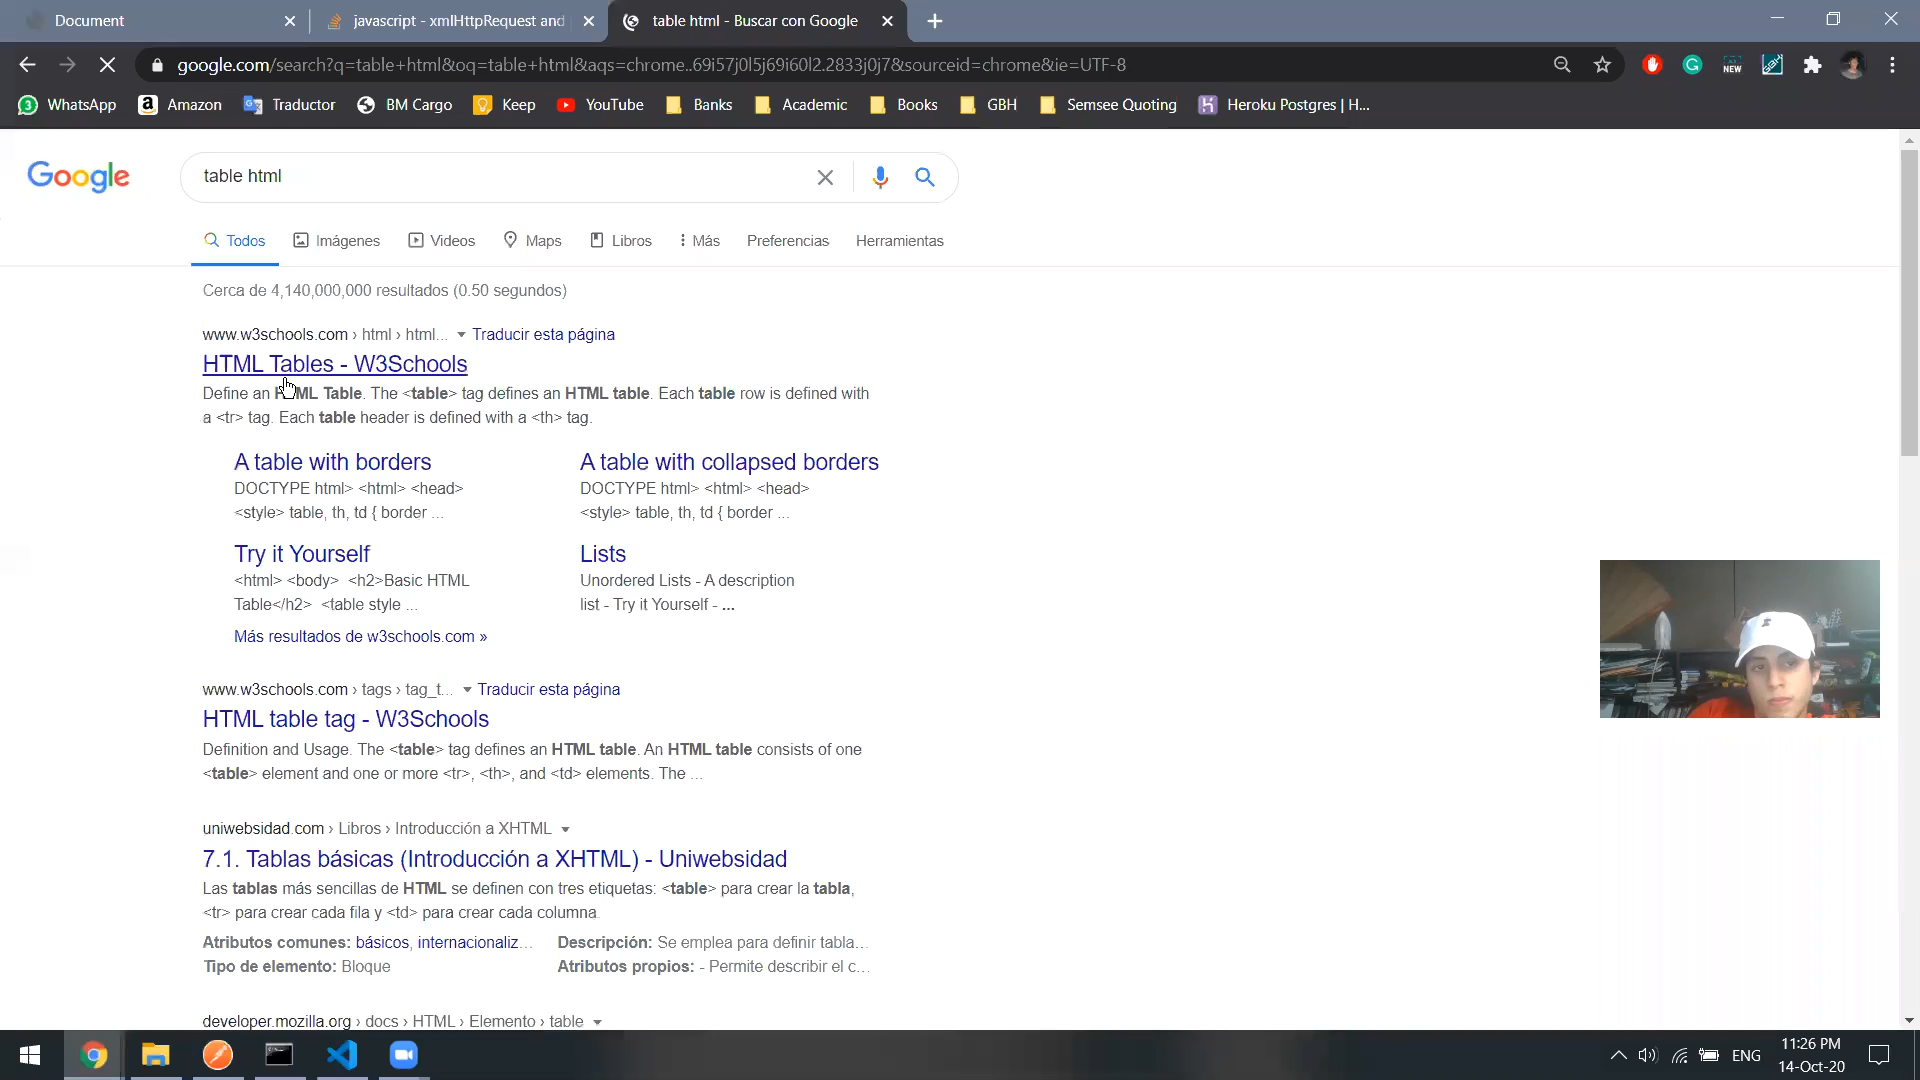 Document
javascript - xmlHttpRequest and
table html - Buscar con Google
google.com/search?q=table+html&oq=table+html&aqs=chrome..69i57j0l5j69i60l2.2833j0j7&sourceid=chrome&ie=UTF-8
NEW
3 WhatsApp
a Amazon
Traductor
BM Cargo
Keep
YouTube
Banks
Academic
Books
GBH
Semsee Quoting
Heroku Postgres | H...
Google
table html
Todos Imágenes Videos Maps Libros Más Preferencias Herramientas
Cerca de 4,140,000,000 resultados (0.50 segundos)
www.w3schools.com › html › html... Traducir esta página
HTML Tables - W3Schools
Define an HTML Table. The <table> tag defines an HTML table. Each table row is defined with
a <tr> tag. Each table header is defined with a <th> tag.
A table with borders
DOCTYPE html> <html> <head>
<style> table, th, td { border ...
A table with collapsed borders
DOCTYPE html> <html> <head>
<style> table, th, td { border ...
Try it Yourself
<html> <body> <h2>Basic HTML
Table</h2> <table style ...
Lists
Unordered Lists - A description
list - Try it Yourself - ...
Más resultados de w3schools.com »
www.w3schools.com › tags › tag_t... Traducir esta página
HTML table tag - W3Schools
Definition and Usage. The <table> tag defines an HTML table. An HTML table consists of one
<table> element and one or more <tr>, <th>, and <td> elements. The ...
uniwebsidad.com › Libros › Introducción a XHTML
7.1. Tablas básicas (Introducción a XHTML) - Uniwebsidad
Las tablas más sencillas de HTML se definen con tres etiquetas: <table> para crear la tabla,
<tr> para crear cada fila y <td> para crear cada columna.
Atributos comunes: básicos, internacionaliz... Descripción: Se emplea para definir tabla...
Tipo de elemento: Bloque Atributos propios: - Permite describir el c...
developer.mozilla.org › docs › HTML › Elemento › table
ENG
11:26 PM
14-Oct-20